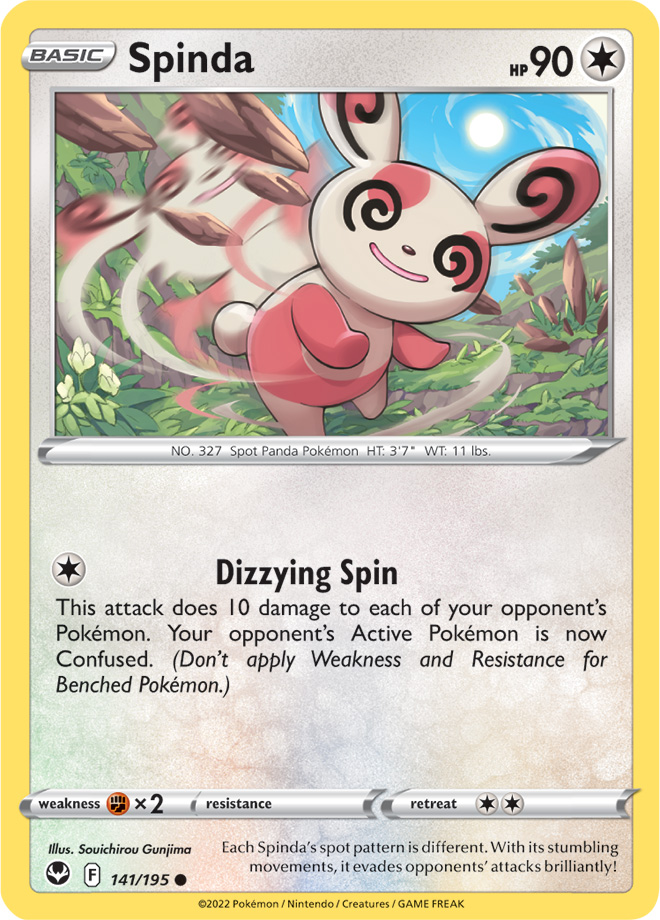 BASIC Spinda HP 90
NO. 327 Spot Panda Pokémon HT: 3'7" WT: 11 lbs.
Dizzying Spin
This attack does 10 damage to each of your opponent's
Pokémon. Your opponent's Active Pokémon is now
Confused. (Don't apply Weakness and Resistance for
Benched Pokémon.)
weakness ×2 resistance retreat
Illus. Souichirou Gunjima
Each Spinda's spot pattern is different. With its stumbling
movements, it evades opponents' attacks brilliantly!
F 141/195
©2022 Pokémon / Nintendo / Creatures / GAME FREAK